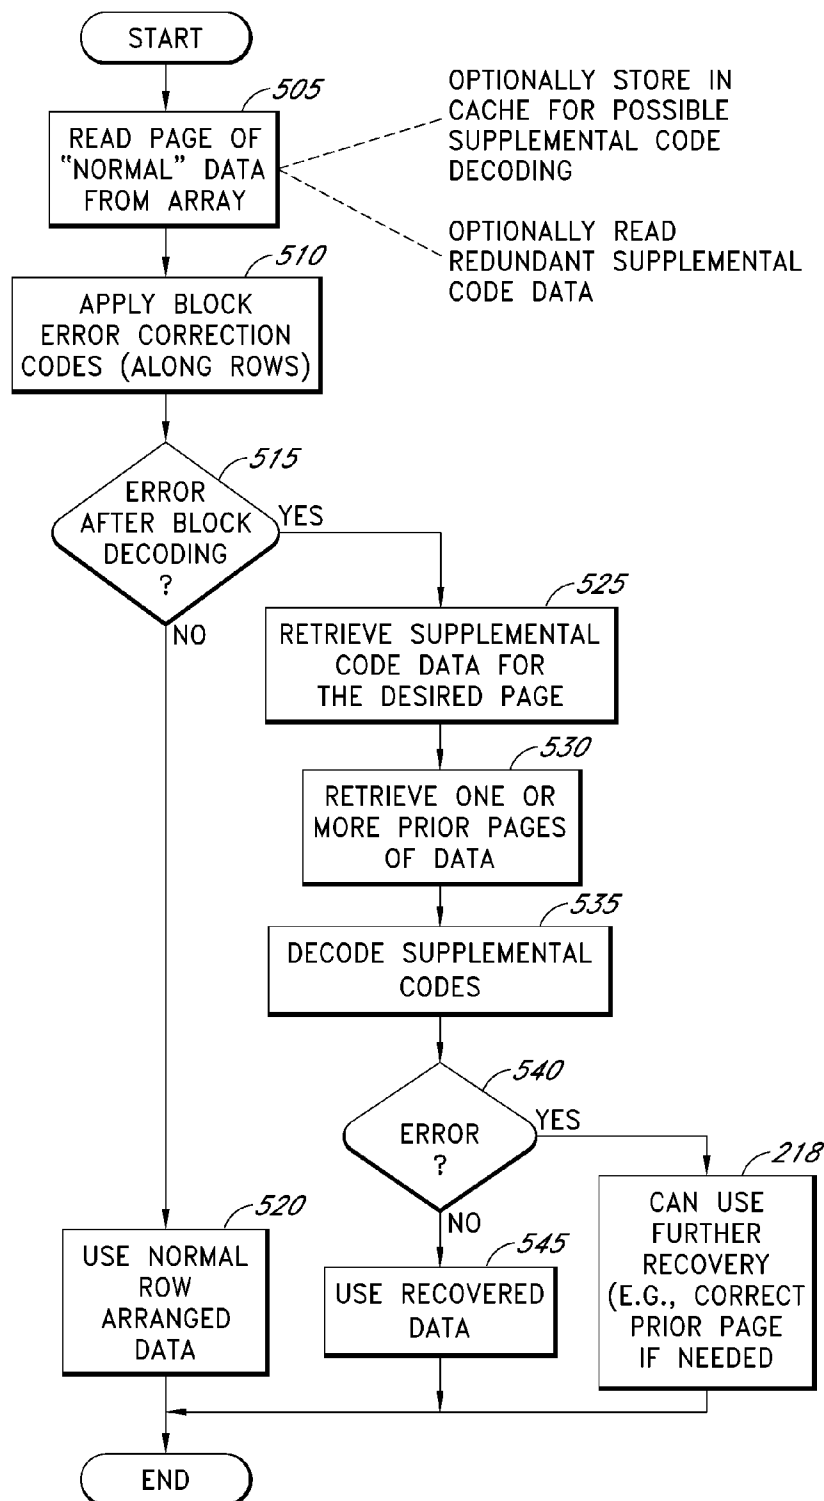 START
505
READ PAGE OF
"NORMAL" DATA
FROM ARRAY
OPTIONALLY STORE IN
CACHE FOR POSSIBLE
SUPPLEMENTAL CODE
DECODING
OPTIONALLY READ
REDUNDANT SUPPLEMENTAL
CODE DATA
510
APPLY BLOCK
ERROR CORRECTION
CODES (ALONG ROWS)
515
ERROR
AFTER BLOCK
DECODING
?
YES
NO
525
RETRIEVE SUPPLEMENTAL
CODE DATA FOR
THE DESIRED PAGE
530
RETRIEVE ONE OR
MORE PRIOR PAGES
OF DATA
535
DECODE SUPPLEMENTAL
CODES
540
ERROR
?
YES
NO
218
CAN USE
FURTHER
RECOVERY
(E.G., CORRECT
PRIOR PAGE
IF NEEDED
520
USE NORMAL
ROW
ARRANGED
DATA
545
USE RECOVERED
DATA
END